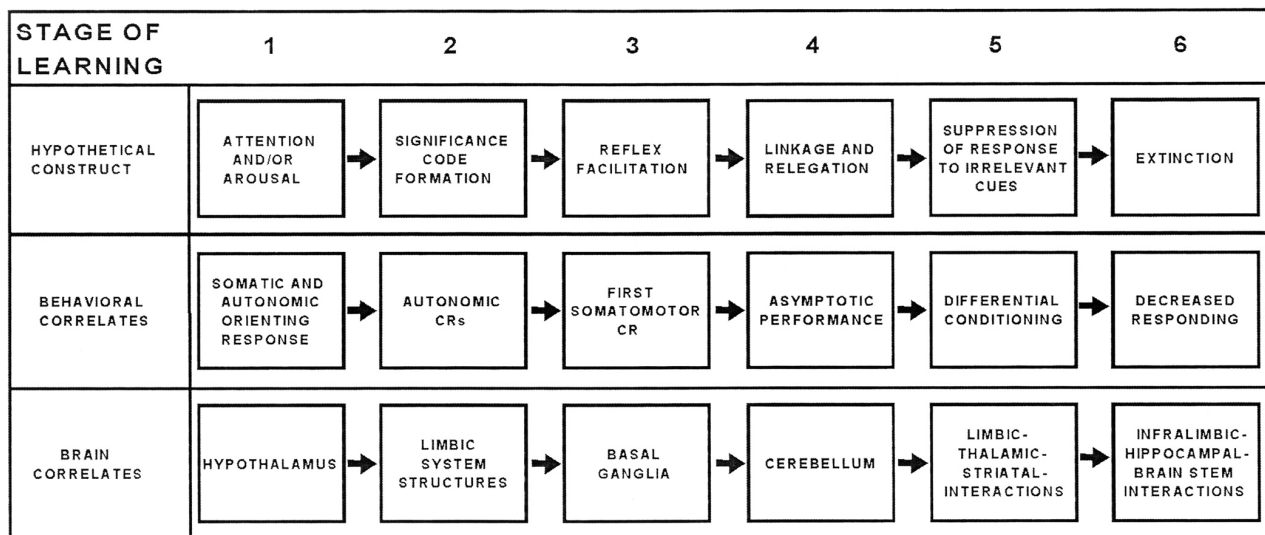 STAGE OF
LEARNING
1
2
3
4
5
6
HYPOTHETICAL
CONSTRUCT
ATTENTION
AND/OR
AROUSAL
SIGNIFICANCE
CODE
FORMATION
REFLEX
FACILITATION
LINKAGE AND
RELEGATION
SUPPRESSION
OF RESPONSE
TO IRRELEVANT
CUES
EXTINCTION
BEHAVIORAL
CORRELATES
SOMATIC AND
AUTONOMIC
ORIENTING
RESPONSE
AUTONOMIC
CRs
FIRST
SOMATOMOTOR
CR
ASYMPTOTIC
PERFORMANCE
DIFFERENTIAL
CONDITIONING
DECREASED
RESPONDING
BRAIN
CORRELATES
HYPOTHALAMUS
LIMBIC
SYSTEM
STRUCTURES
BASAL
GANGLIA
CEREBELLUM
LIMBIC-
THALAMIC-
STRIATAL-
INTERACTIONS
INFRALIMBIC-
HIPPOCAMPAL-
BRAIN STEM
INTERACTIONS